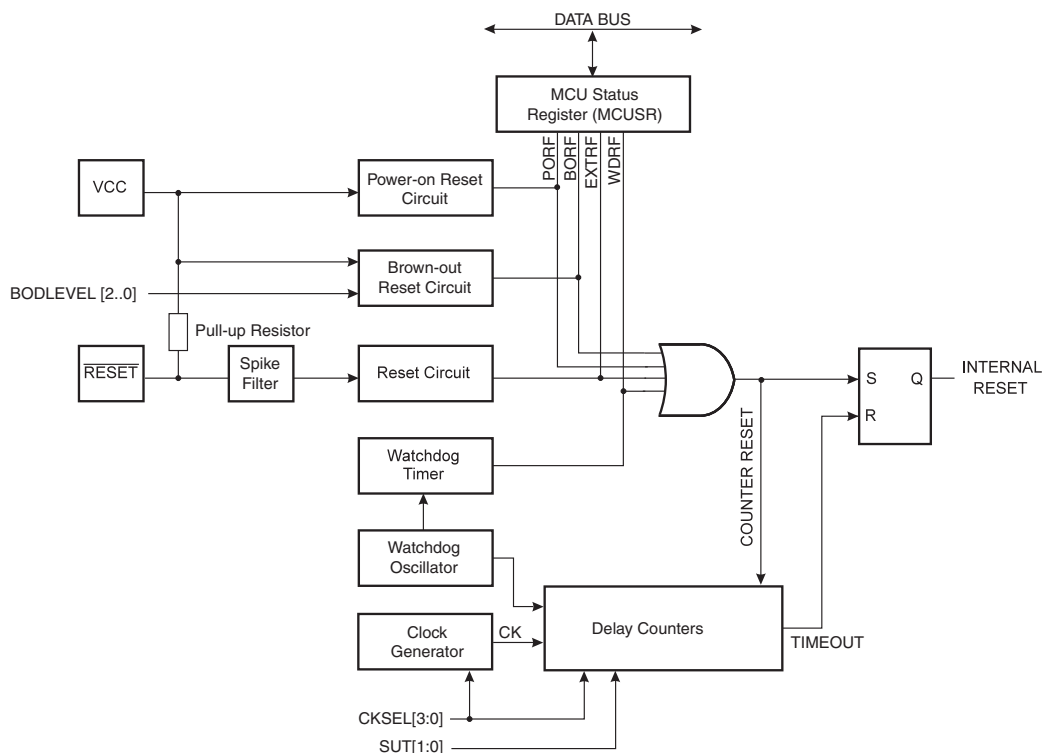 DATA BUS
MCU Status
Register (MCUSR)
PORF
BORF
EXTRF
WDRF
VCC
Power-on Reset
Circuit
Brown-out
Reset Circuit
BODLEVEL [2..0]
Pull-up Resistor
RESET
Spike
Filter
Reset Circuit
S
Q
R
INTERNAL
RESET
Watchdog
Timer
COUNTER RESET
Watchdog
Oscillator
Clock
Generator
CK
Delay Counters
TIMEOUT
CKSEL[3:0]
SUT[1:0]